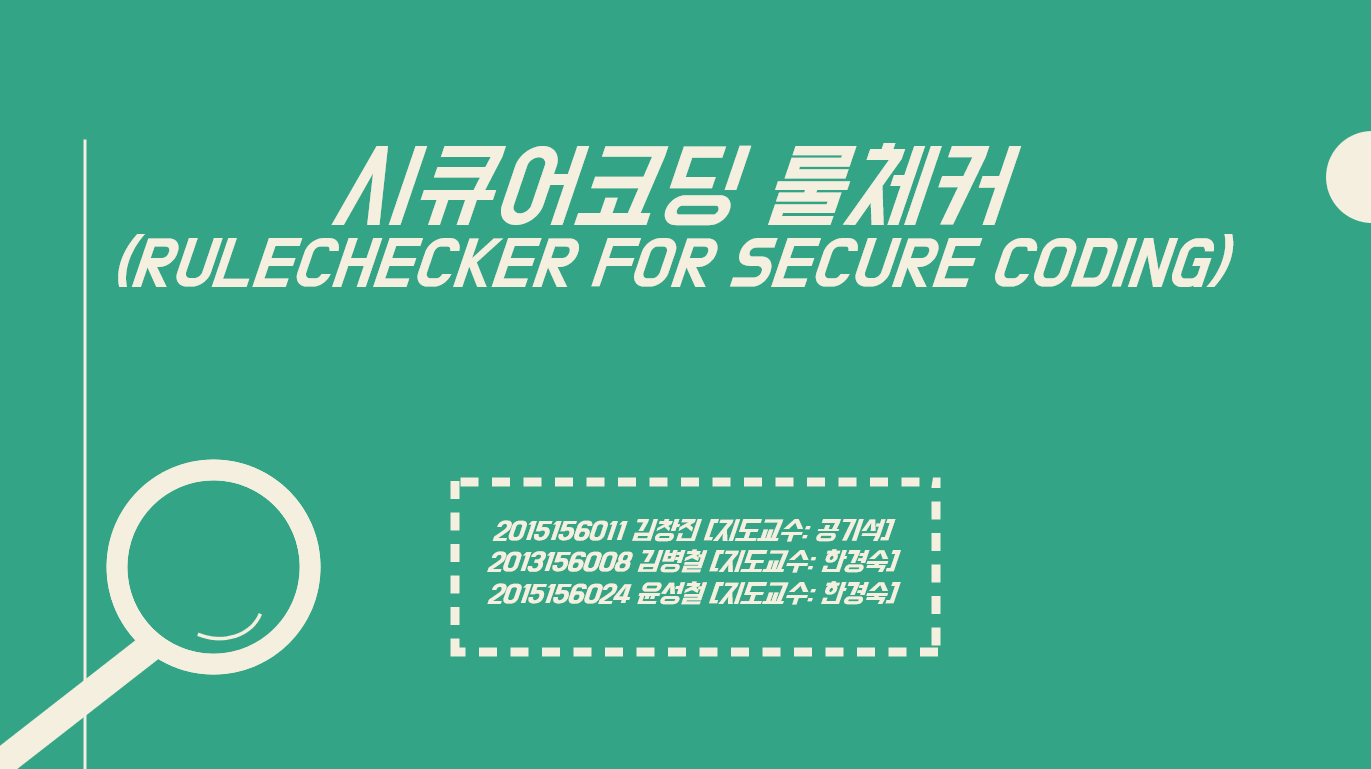 시큐어코딩 룰체커
(RULECHECKER FOR SECURE CODING)
2015156011 김창진 [지도교수: 공기석]
2013156008 김병철 [지도교수: 한경숙]
2015156024 윤성철 [지도교수: 한경숙]